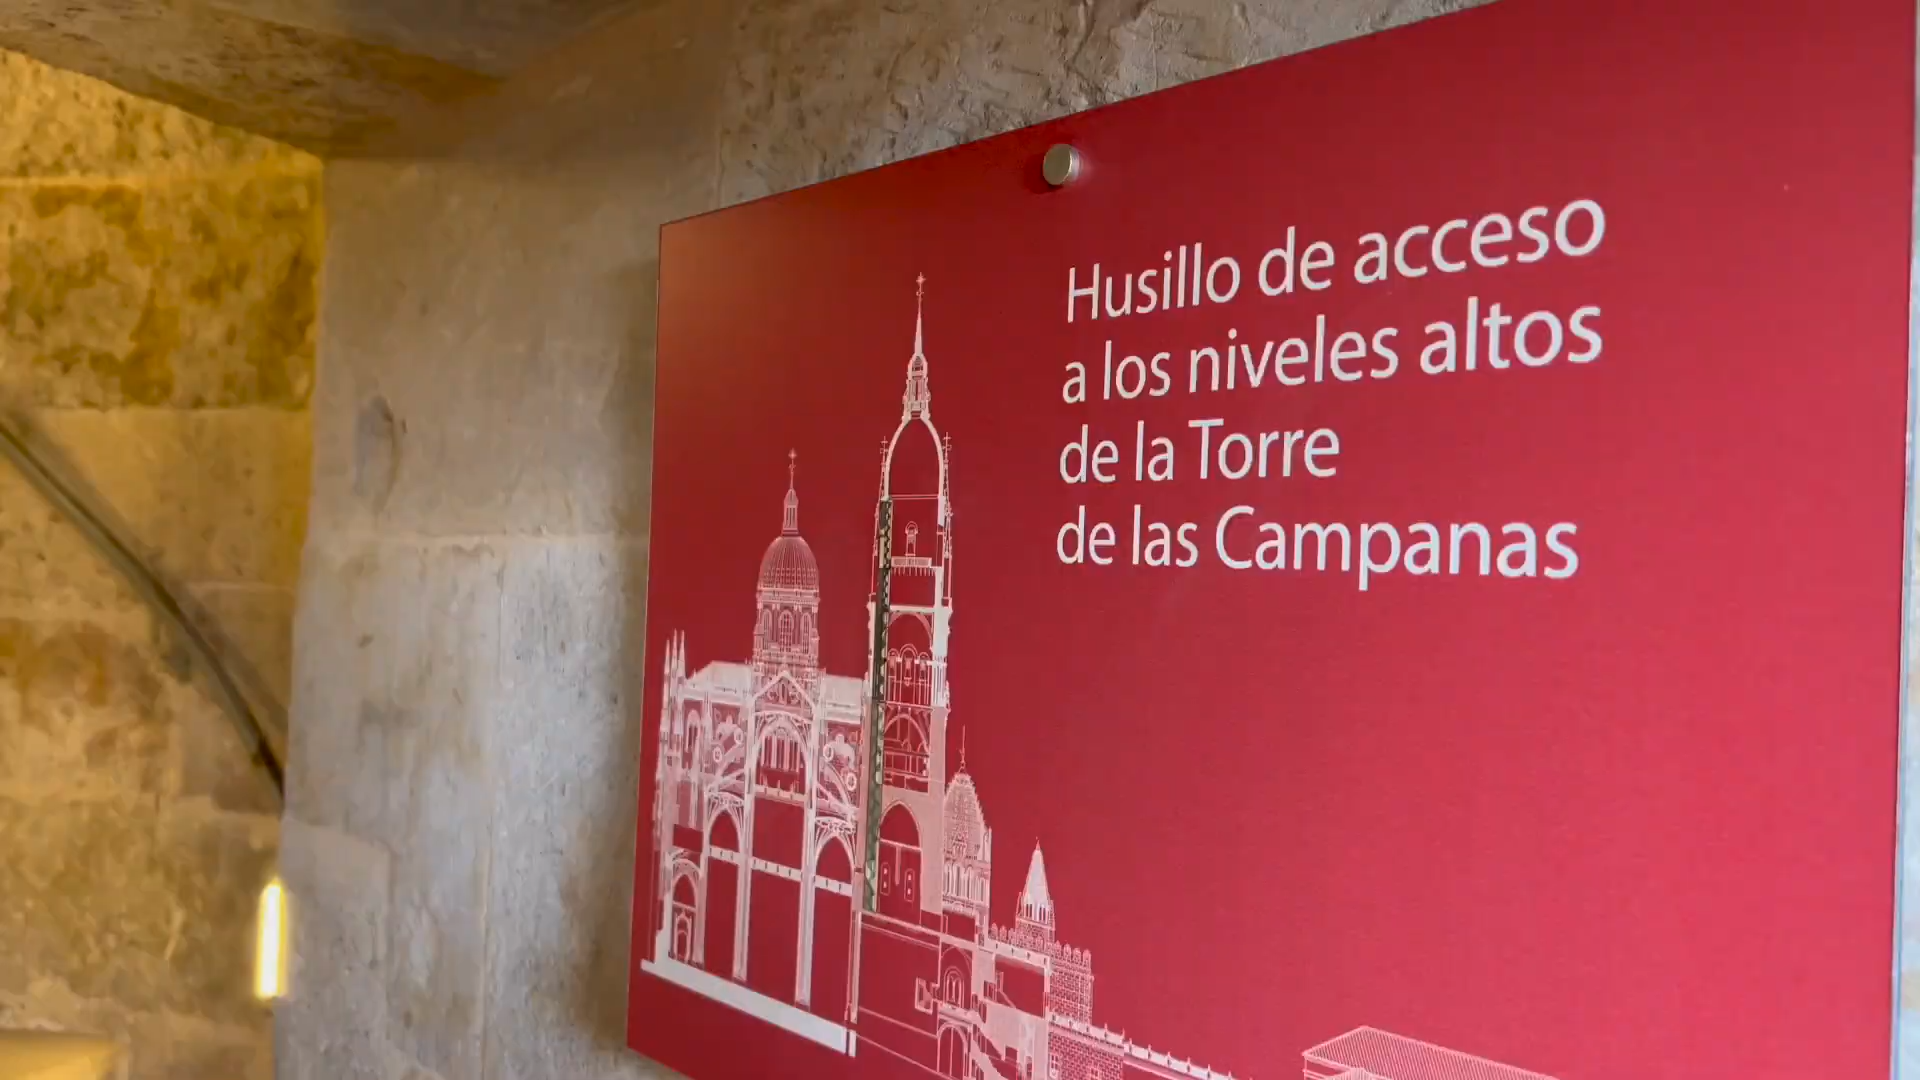 Husillo de acceso
a los niveles altos
de la Torre
de las Campanas